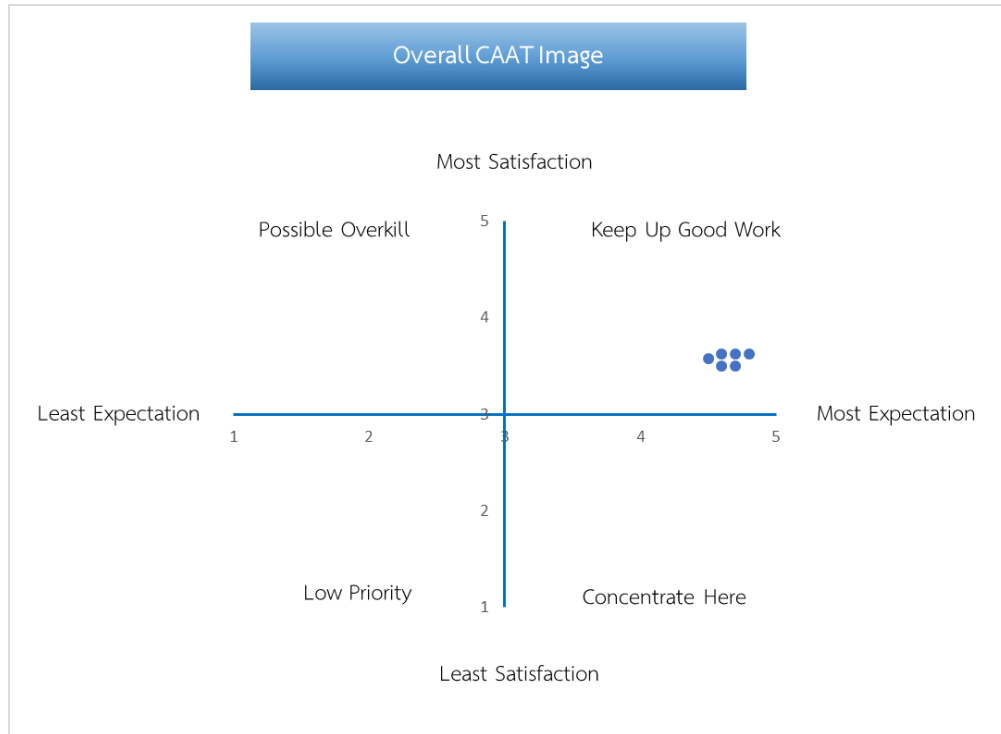 Overall CAAT Image
Most Satisfaction
5
Possible Overkill
Keep Up Good Work
4
Least Expectation
3
Most Expectation
1
2
3
4
5
2
Low Priority
1
Concentrate Here
Least Satisfaction